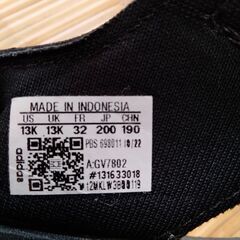 MADE IN INDONESIA
US UK FR JP CHN
13K 13K 32 200 190
PBS 698011 10/22
A:GV7802
#131633018
adidas